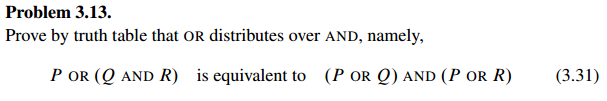 Problem 3.13.
Prove by truth table that OR distributes over AND, namely,
P OR (Q AND R) is equivalent to (P OR Q) AND (P OR R) (3.31)